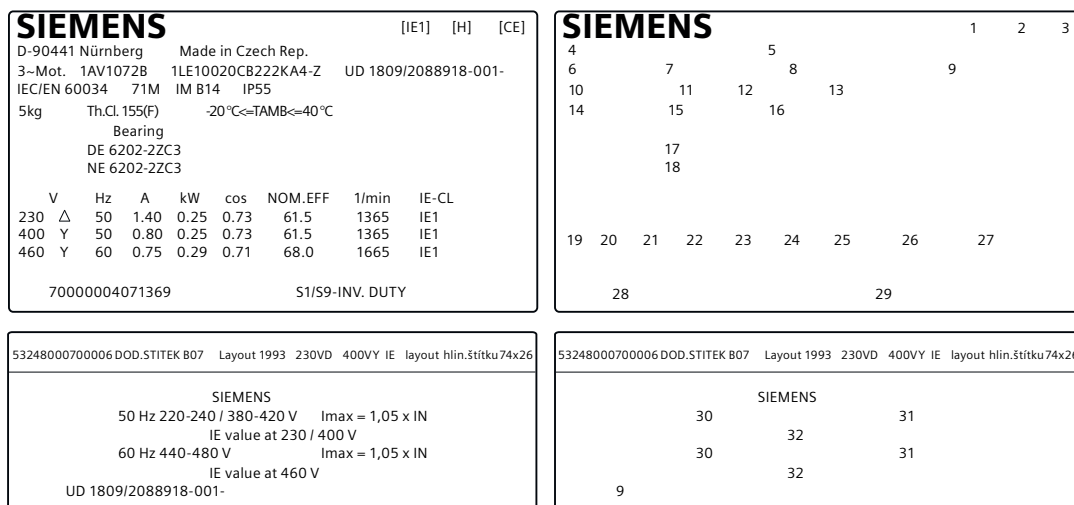 SIEMENS [IE1] [H] [CE]
D-90441 Nürnberg Made in Czech Rep.
3~Mot. 1AV1072B 1LE10020CB222KA4-Z UD 1809/2088918-001-
IEC/EN 60034 71M IM B14 IP55
5kg Th.Cl. 155(F) -20°C<=TAMB<=40°C
Bearing
DE 6202-2ZC3
NE 6202-2ZC3
V Hz A kW cos NOM.EFF 1/min IE-CL
230 △ 50 1.40 0.25 0.73 61.5 1365 IE1
400 Y 50 0.80 0.25 0.73 61.5 1365 IE1
460 Y 60 0.75 0.29 0.71 68.0 1665 IE1
70000004071369 S1/S9-INV. DUTY
SIEMENS 1 2 3
4 5
6 7 8 9
10 11 12 13
14 15 16
17
18
19 20 21 22 23 24 25 26 27
28 29
53248000700006 DOD.STITEK B07 Layout 1993 230VD 400VY IE layout hlin.štítku74x26
SIEMENS
50 Hz 220-240 / 380-420 V Imax = 1,05 x IN
IE value at 230 / 400 V
60 Hz 440-480 V Imax = 1,05 x IN
IE value at 460 V
UD 1809/2088918-001-
53248000700006 DOD.STITEK B07 Layout 1993 230VD 400VY IE layout hlin.štítku74x26
SIEMENS
30 31
32
30 31
32
9